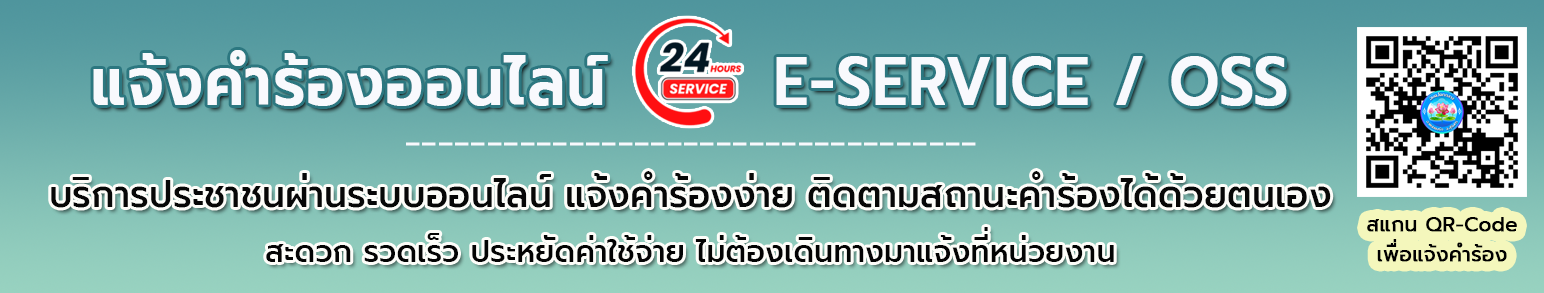 แจ้งคำร้องออนไลน์ 24 HOURS SERVICE E-SERVICE / OSS
บริการประชาชนผ่านระบบออนไลน์ แจ้งคำร้องง่าย ติดตามสถานะคำร้องได้ด้วยตนเอง
สะดวก รวดเร็ว ประหยัดค่าใช้จ่าย ไม่ต้องเดินทางมาแจ้งที่หน่วยงาน
สแกน QR-Code
เพื่อแจ้งคำร้อง